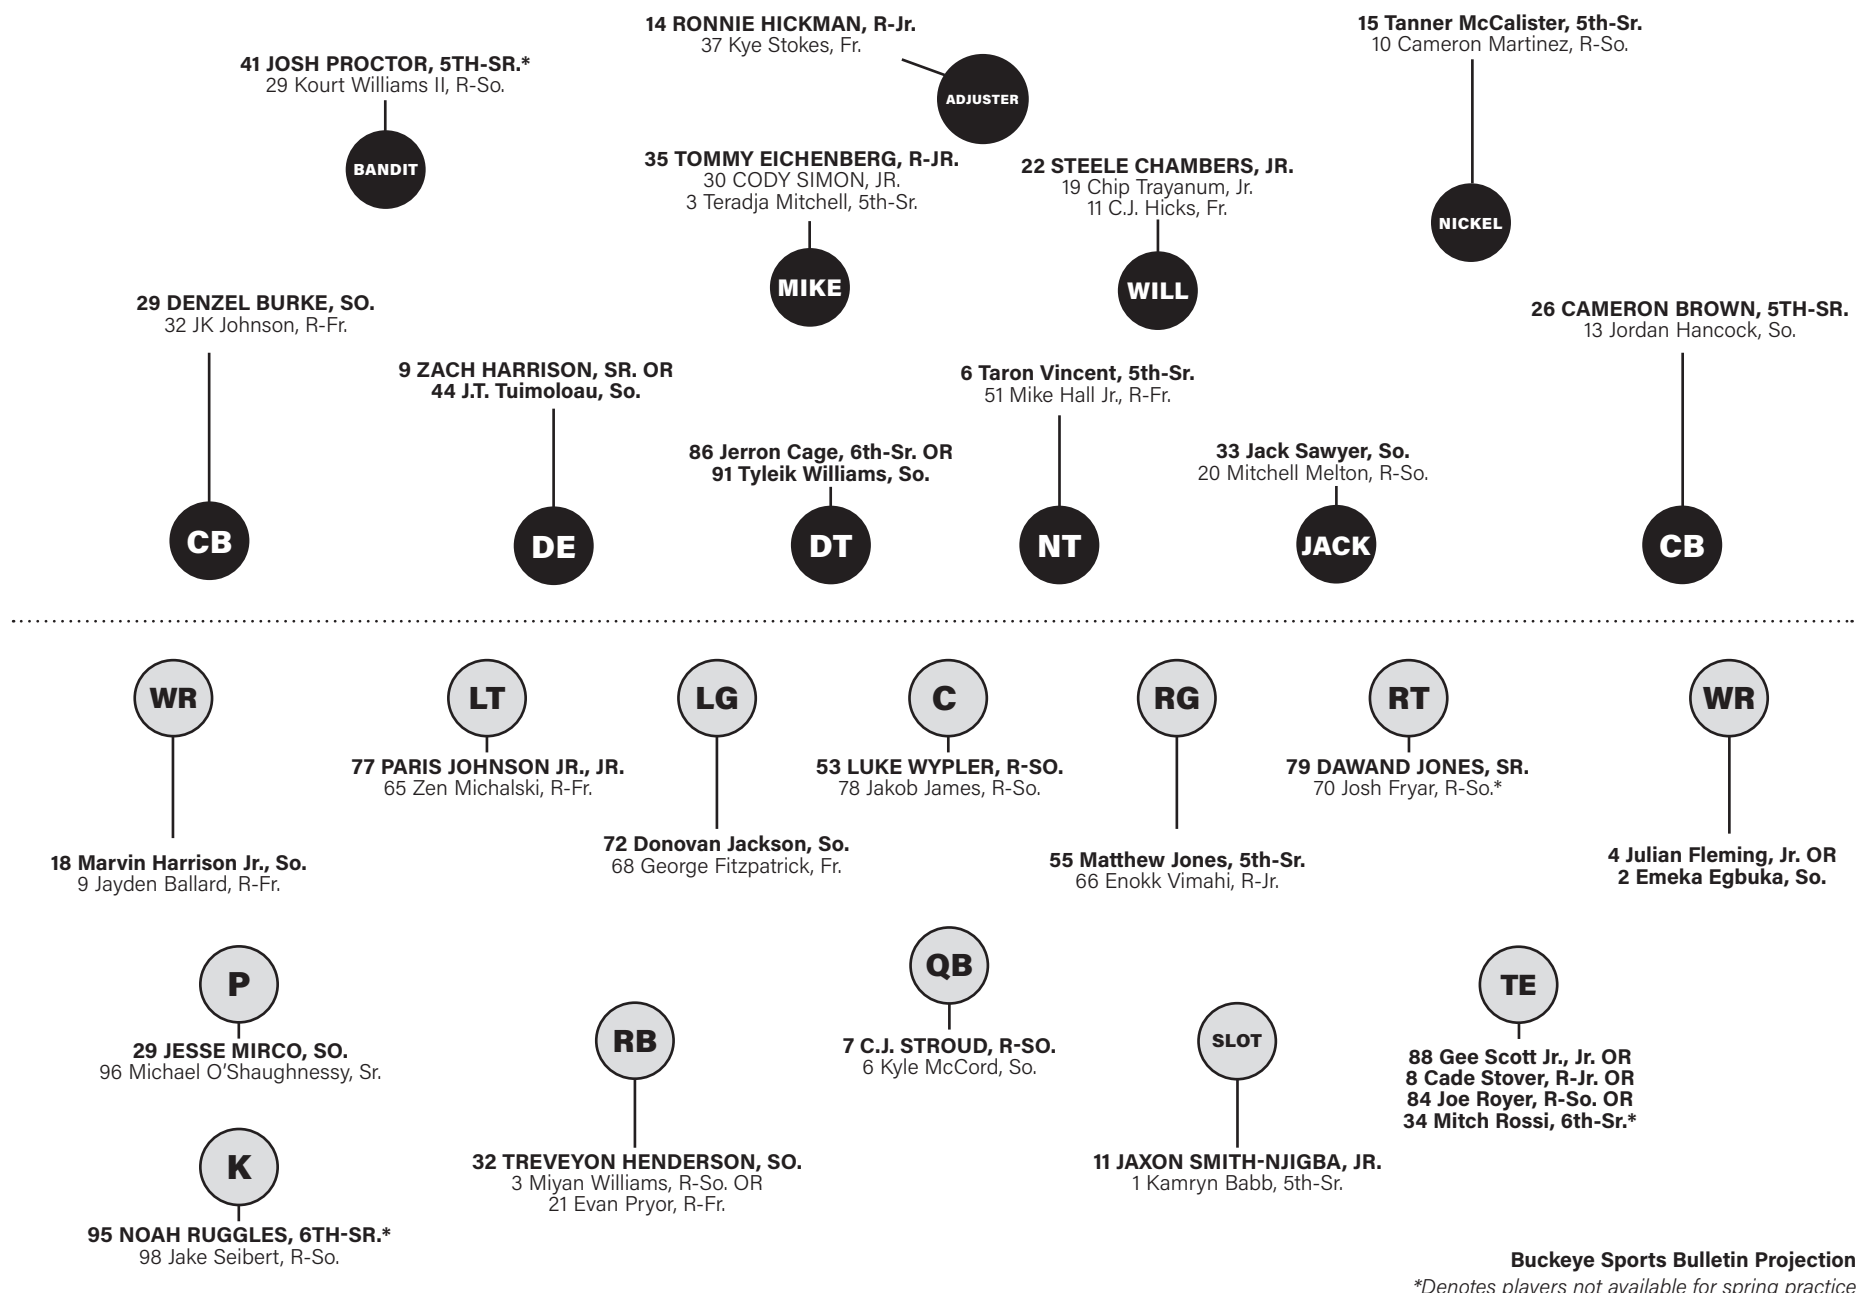 14 RONNIE HICKMAN, R-Jr.
37 Kye Stokes, Fr.
ADJUSTER
15 Tanner McCalister, 5th-Sr.
10 Cameron Martinez, R-So.
NICKEL
41 JOSH PROCTOR, 5TH-SR.*
29 Kourt Williams II, R-So.
BANDIT
35 TOMMY EICHENBERG, R-JR.
30 CODY SIMON, JR.
3 Teradja Mitchell, 5th-Sr.
MIKE
22 STEELE CHAMBERS, JR.
19 Chip Trayanum, Jr.
11 C.J. Hicks, Fr.
WILL
29 DENZEL BURKE, SO.
32 JK Johnson, R-Fr.
CB
9 ZACH HARRISON, SR. OR
44 J.T. Tuimoloau, So.
DE
86 Jerron Cage, 6th-Sr. OR
91 Tyleik Williams, So.
DT
6 Taron Vincent, 5th-Sr.
51 Mike Hall Jr., R-Fr.
NT
33 Jack Sawyer, So.
20 Mitchell Melton, R-So.
JACK
26 CAMERON BROWN, 5TH-SR.
13 Jordan Hancock, So.
CB
WR
18 Marvin Harrison Jr., So.
9 Jayden Ballard, R-Fr.
LT
77 PARIS JOHNSON JR., JR.
65 Zen Michalski, R-Fr.
LG
72 Donovan Jackson, So.
68 George Fitzpatrick, Fr.
C
53 LUKE WYPLER, R-SO.
78 Jakob James, R-So.
RG
55 Matthew Jones, 5th-Sr.
66 Enokk Vimahi, R-Jr.
RT
79 DAWAND JONES, SR.
70 Josh Fryar, R-So.*
WR
4 Julian Fleming, Jr. OR
2 Emeka Egbuka, So.
P
29 JESSE MIRCO, SO.
96 Michael O'Shaughnessy, Sr.
K
95 NOAH RUGGLES, 6TH-SR.*
98 Jake Seibert, R-So.
RB
32 TREVEYON HENDERSON, SO.
3 Miyan Williams, R-So. OR
21 Evan Pryor, R-Fr.
QB
7 C.J. STROUD, R-SO.
6 Kyle McCord, So.
SLOT
11 JAXON SMITH-NJIGBA, JR.
1 Kamryn Babb, 5th-Sr.
TE
88 Gee Scott Jr., Jr. OR
8 Cade Stover, R-Jr. OR
84 Joe Royer, R-So. OR
34 Mitch Rossi, 6th-Sr.*
Buckeye Sports Bulletin Projection
*Denotes players not available for spring practice